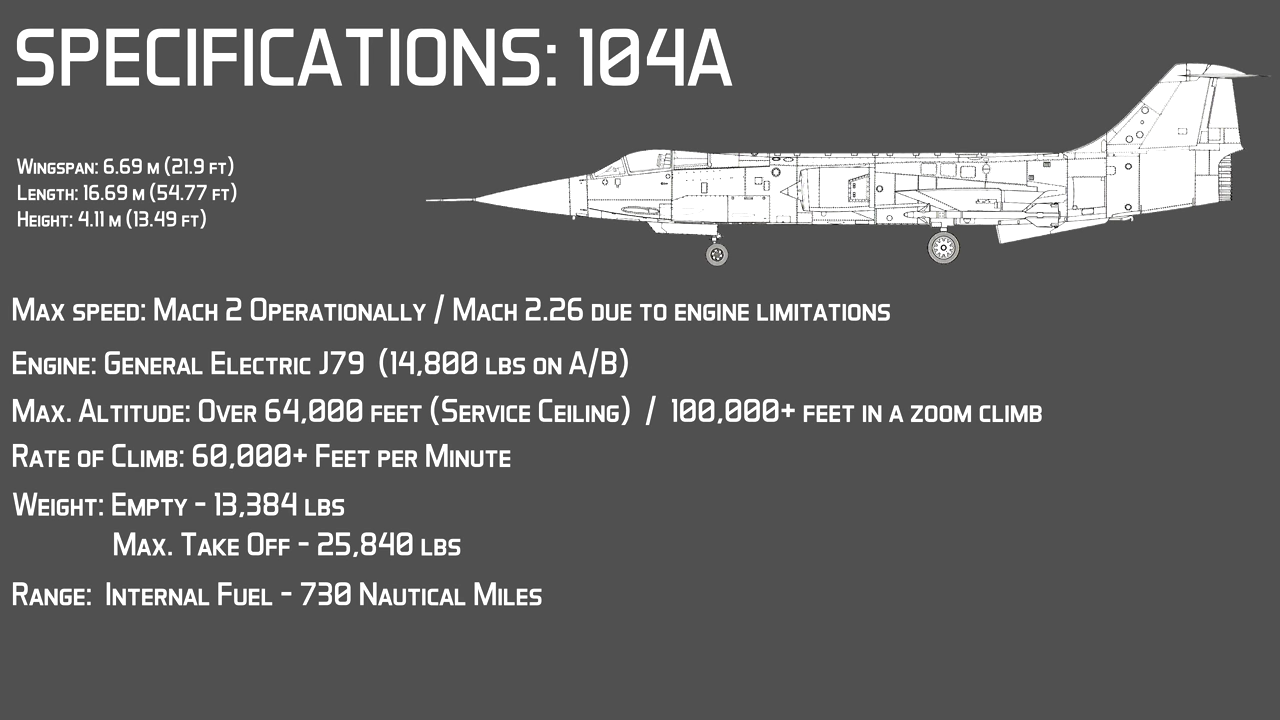 SPECIFICATIONS: 104A
WINGSPAN: 6.69 M (21.9 FT)
LENGTH: 16.69 M (54.77 FT)
HEIGHT: 4.11 M (13.49 FT)
MAX SPEED: MACH 2 OPERATIONALLY / MACH 2.26 DUE TO ENGINE LIMITATIONS
ENGINE: GENERAL ELECTRIC J79 (14,800 LBS ON A/B)
MAX. ALTITUDE: OVER 64,000 FEET (SERVICE CEILING) / 100,000+ FEET IN A ZOOM CLIMB
RATE OF CLIMB: 60,000+ FEET PER MINUTE
WEIGHT: EMPTY - 13,384 LBS
MAX. TAKE OFF - 25,840 LBS
RANGE: INTERNAL FUEL - 730 NAUTICAL MILES